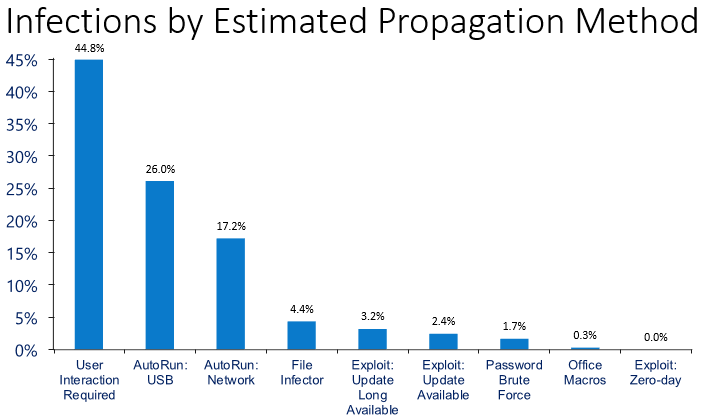 Infections by Estimated Propagation Method
44.8%
45%
40%
35%
30%
26.0%
25%
20%
17.2%
15%
10%
4.4%
5%
3.2%
2.4%
1.7%
0.3%
0.0%
0%
User
Interaction
Required
AutoRun:
USB
AutoRun:
Network
File
Infector
Exploit:
Update
Long
Available
Exploit:
Update
Available
Password
Brute
Force
Office
Macros
Exploit:
Zero-day